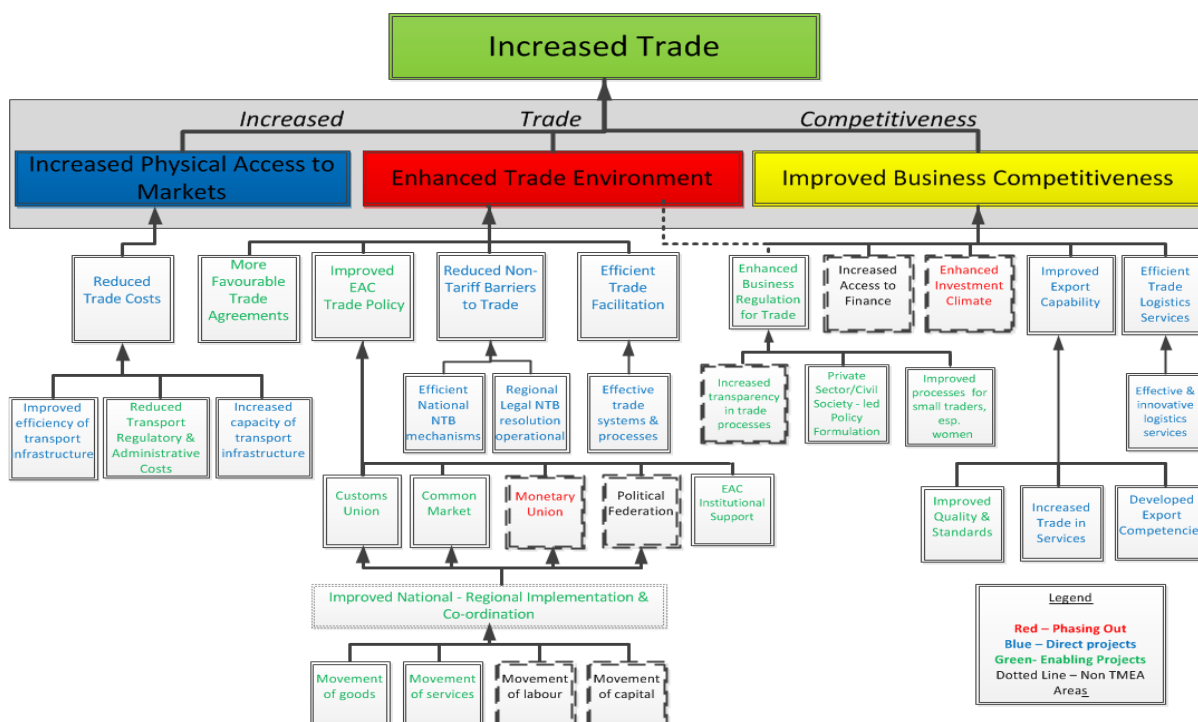 Increased Trade
Increased Trade Competitiveness
Increased Physical Access to
Markets
Enhanced Trade Environment
Improved Business Competitiveness
Reduced
Trade Costs
More
Favourable
Trade
Agreements
Improved
EAC
Trade Policy
Reduced Non-
Tariff Barriers
to Trade
Efficient
Trade
Facilitation
Enhanced
Business
Regulation
for Trade
Increased
Access to
Finance
Enhanced
Investment
Climate
Improved
Export
Capability
Efficient
Trade
Logistics
Services
Improved
efficiency of
transport
nfrastructure
Reduced
Transport
Regulatory &
Administrative
Costs
Increased
capacity of
transport
infrastructure
Efficient
National
NTB
mechanisms
Regional
Legal NTB
resolution
operational
Effective
trade
systems &
processes
Increased
transparency
in trade
processes
Private
Sector/Civil
Society - led
Policy
Formulation
Improved
processes for
small traders,
esp.
women
Effective &
innovative
logistics
services
Customs
Union
Common
Market
Monetary
Union
Political
Federation
EAC
Institutional
Support
Improved
Quality &
Standards
Increased
Trade in
Services
Developed
Export
Competencie
Improved National - Regional Implementation &
Co-ordination
Movement
of goods
Movement
of services
Movement
of labour
Movement
of capital
Legend
Red – Phasing Out
Blue – Direct projects
Green- Enabling Projects
Dotted Line – Non TMEA
Areas